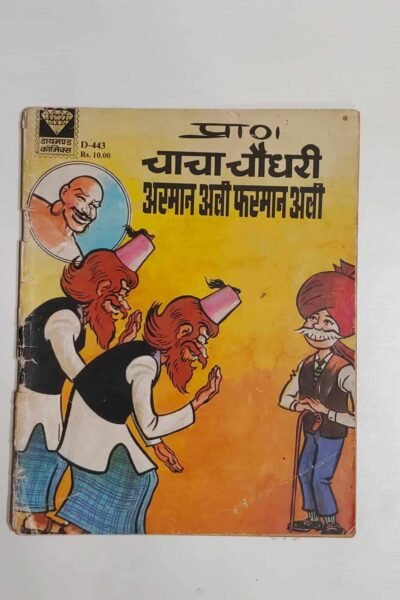 डायमण्ड
कॉमिक्स
D-443
Rs. 10.00
प्राण
चाचा चौधरी
अरमान अली फरमान अली